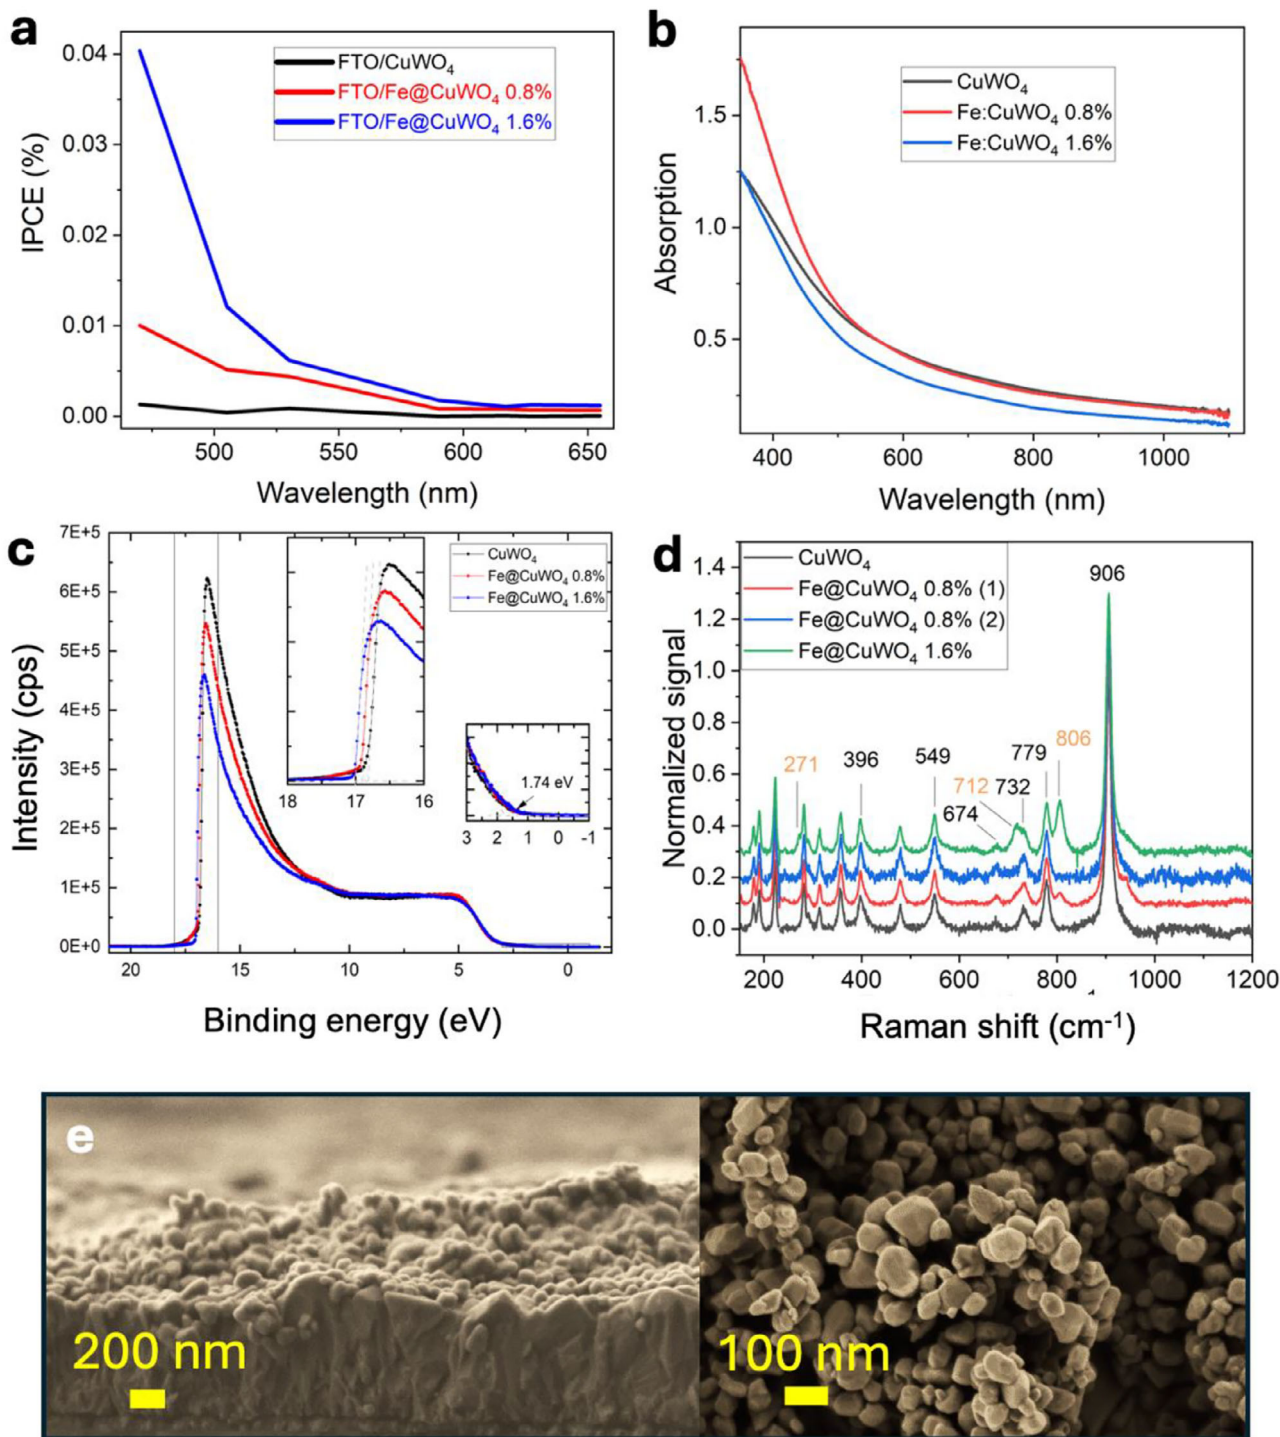 a
0.04
0.03
0.02
0.01
0.00
IPCE (%)
FTO/CuWO₄
FTO/Fe@CuWO₄ 0.8%
FTO/Fe@CuWO₄ 1.6%
500 550 600 650
Wavelength (nm)
b
1.5
1.0
0.5
Absorption
CuWO₄
Fe:CuWO₄ 0.8%
Fe:CuWO₄ 1.6%
400 600 800 1000
Wavelength (nm)
c
7E+5
6E+5
5E+5
4E+5
3E+5
2E+5
1E+5
0E+0
Intensity (cps)
CuWO₄
Fe@CuWO₄ 0.8%
Fe@CuWO₄ 1.6%
18 17 16
1.74 eV
3 2 1 0 -1
20 15 10 5 0
Binding energy (eV)
d
1.4
1.2
1.0
0.8
0.6
0.4
0.2
0.0
Normalized signal
CuWO₄
Fe@CuWO₄ 0.8% (1)
Fe@CuWO₄ 0.8% (2)
Fe@CuWO₄ 1.6%
906
271
396
549
674
712
732
779
806
200 400 600 800 1000 1200
Raman shift (cm⁻¹)
e
200 nm
100 nm